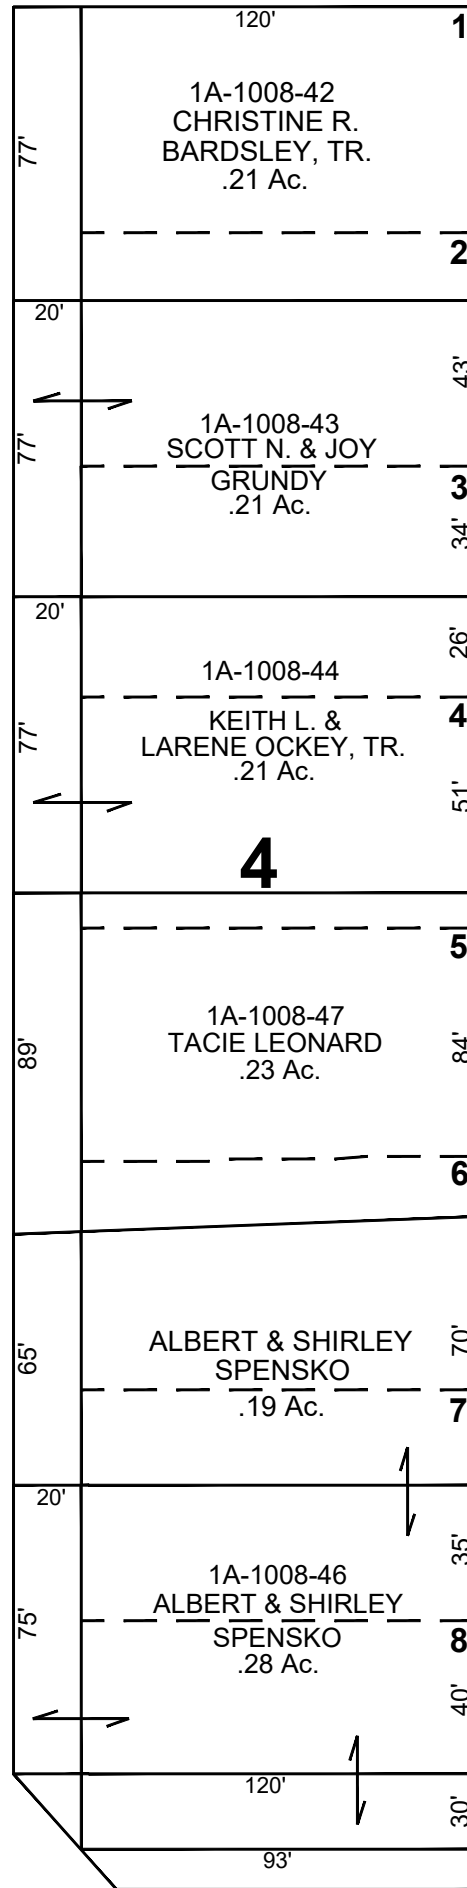 120'
1
1A-1008-42
CHRISTINE R.
BARDSLEY, TR.
.21 Ac.
77'
2
20'
43'
1A-1008-43
SCOTT N. & JOY
GRUNDY
.21 Ac.
77'
3
34'
20'
26'
1A-1008-44
4
KEITH L. &
LARENE OCKEY, TR.
.21 Ac.
77'
51'
4
5
1A-1008-47
TACIE LEONARD
.23 Ac.
89'
84'
6
ALBERT & SHIRLEY
SPENSKO
.19 Ac.
65'
70'
7
20'
35'
1A-1008-46
ALBERT & SHIRLEY
SPENSKO
.28 Ac.
75'
8
40'
120'
30'
93'